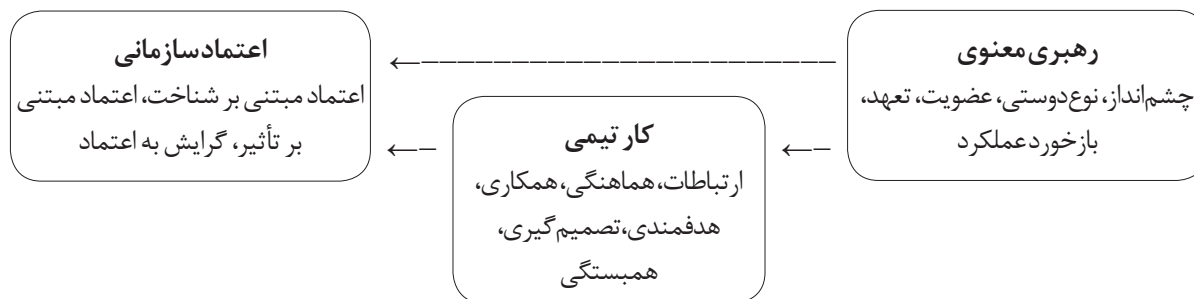 رهبری معنوی
چشم‌انداز، نوع‌دوستی، عضویت، تعهد،
بازخورد عملکرد
کار تیمی
ارتباطات، هماهنگی، همکاری،
هدفمندی، تصمیم‌گیری،
همبستگی
اعتماد سازمانی
اعتماد مبتنی بر شناخت، اعتماد مبتنی
بر تأثیر، گرایش به اعتماد